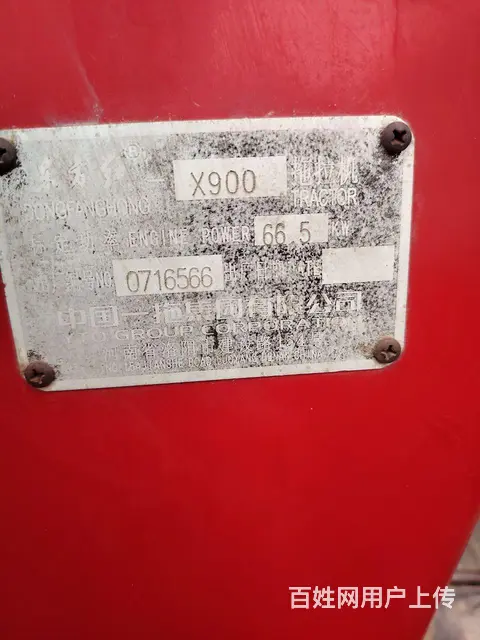 东方红® — X900 拖拉机
DONGFANGHONG TRACTOR
标定功率 ENGINE POWER 66.5 KW
NO 0716566
中国一拖集团有限公司
YTO GROUP CORPORATION
百姓网用户上传